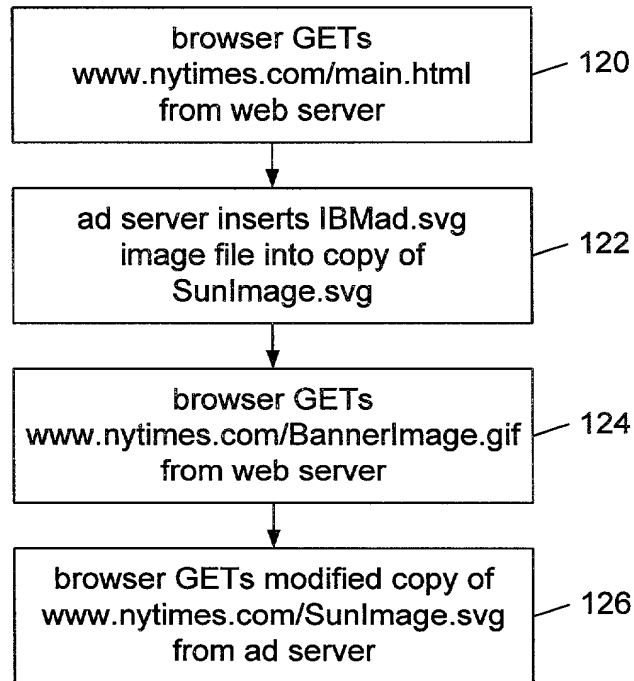 browser GETs
www.nytimes.com/main.html
from web server
120
ad server inserts IBMad.svg
image file into copy of
SunImage.svg
122
browser GETs
www.nytimes.com/BannerImage.gif
from web server
124
browser GETs modified copy of
www.nytimes.com/SunImage.svg
from ad server
126